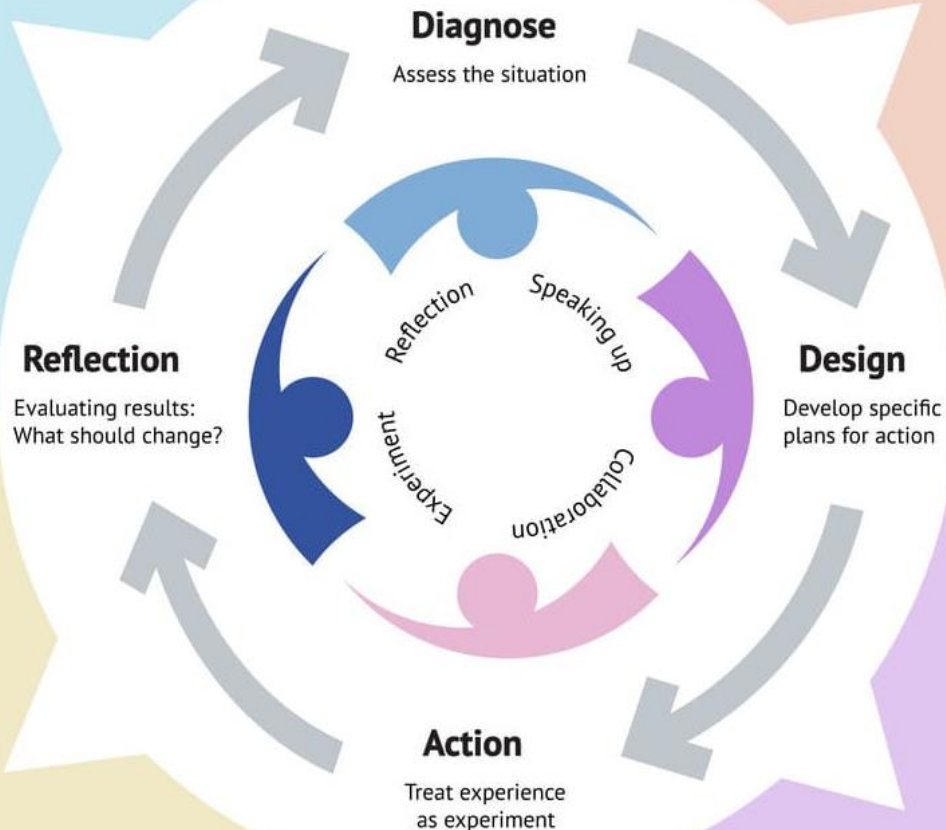 Diagnose
Assess the situation
Reflection
Speaking up
Reflection
Evaluating results:
What should change?
Design
Develop specific
plans for action
Experiment
Collaboration
Action
Treat experience
as experiment